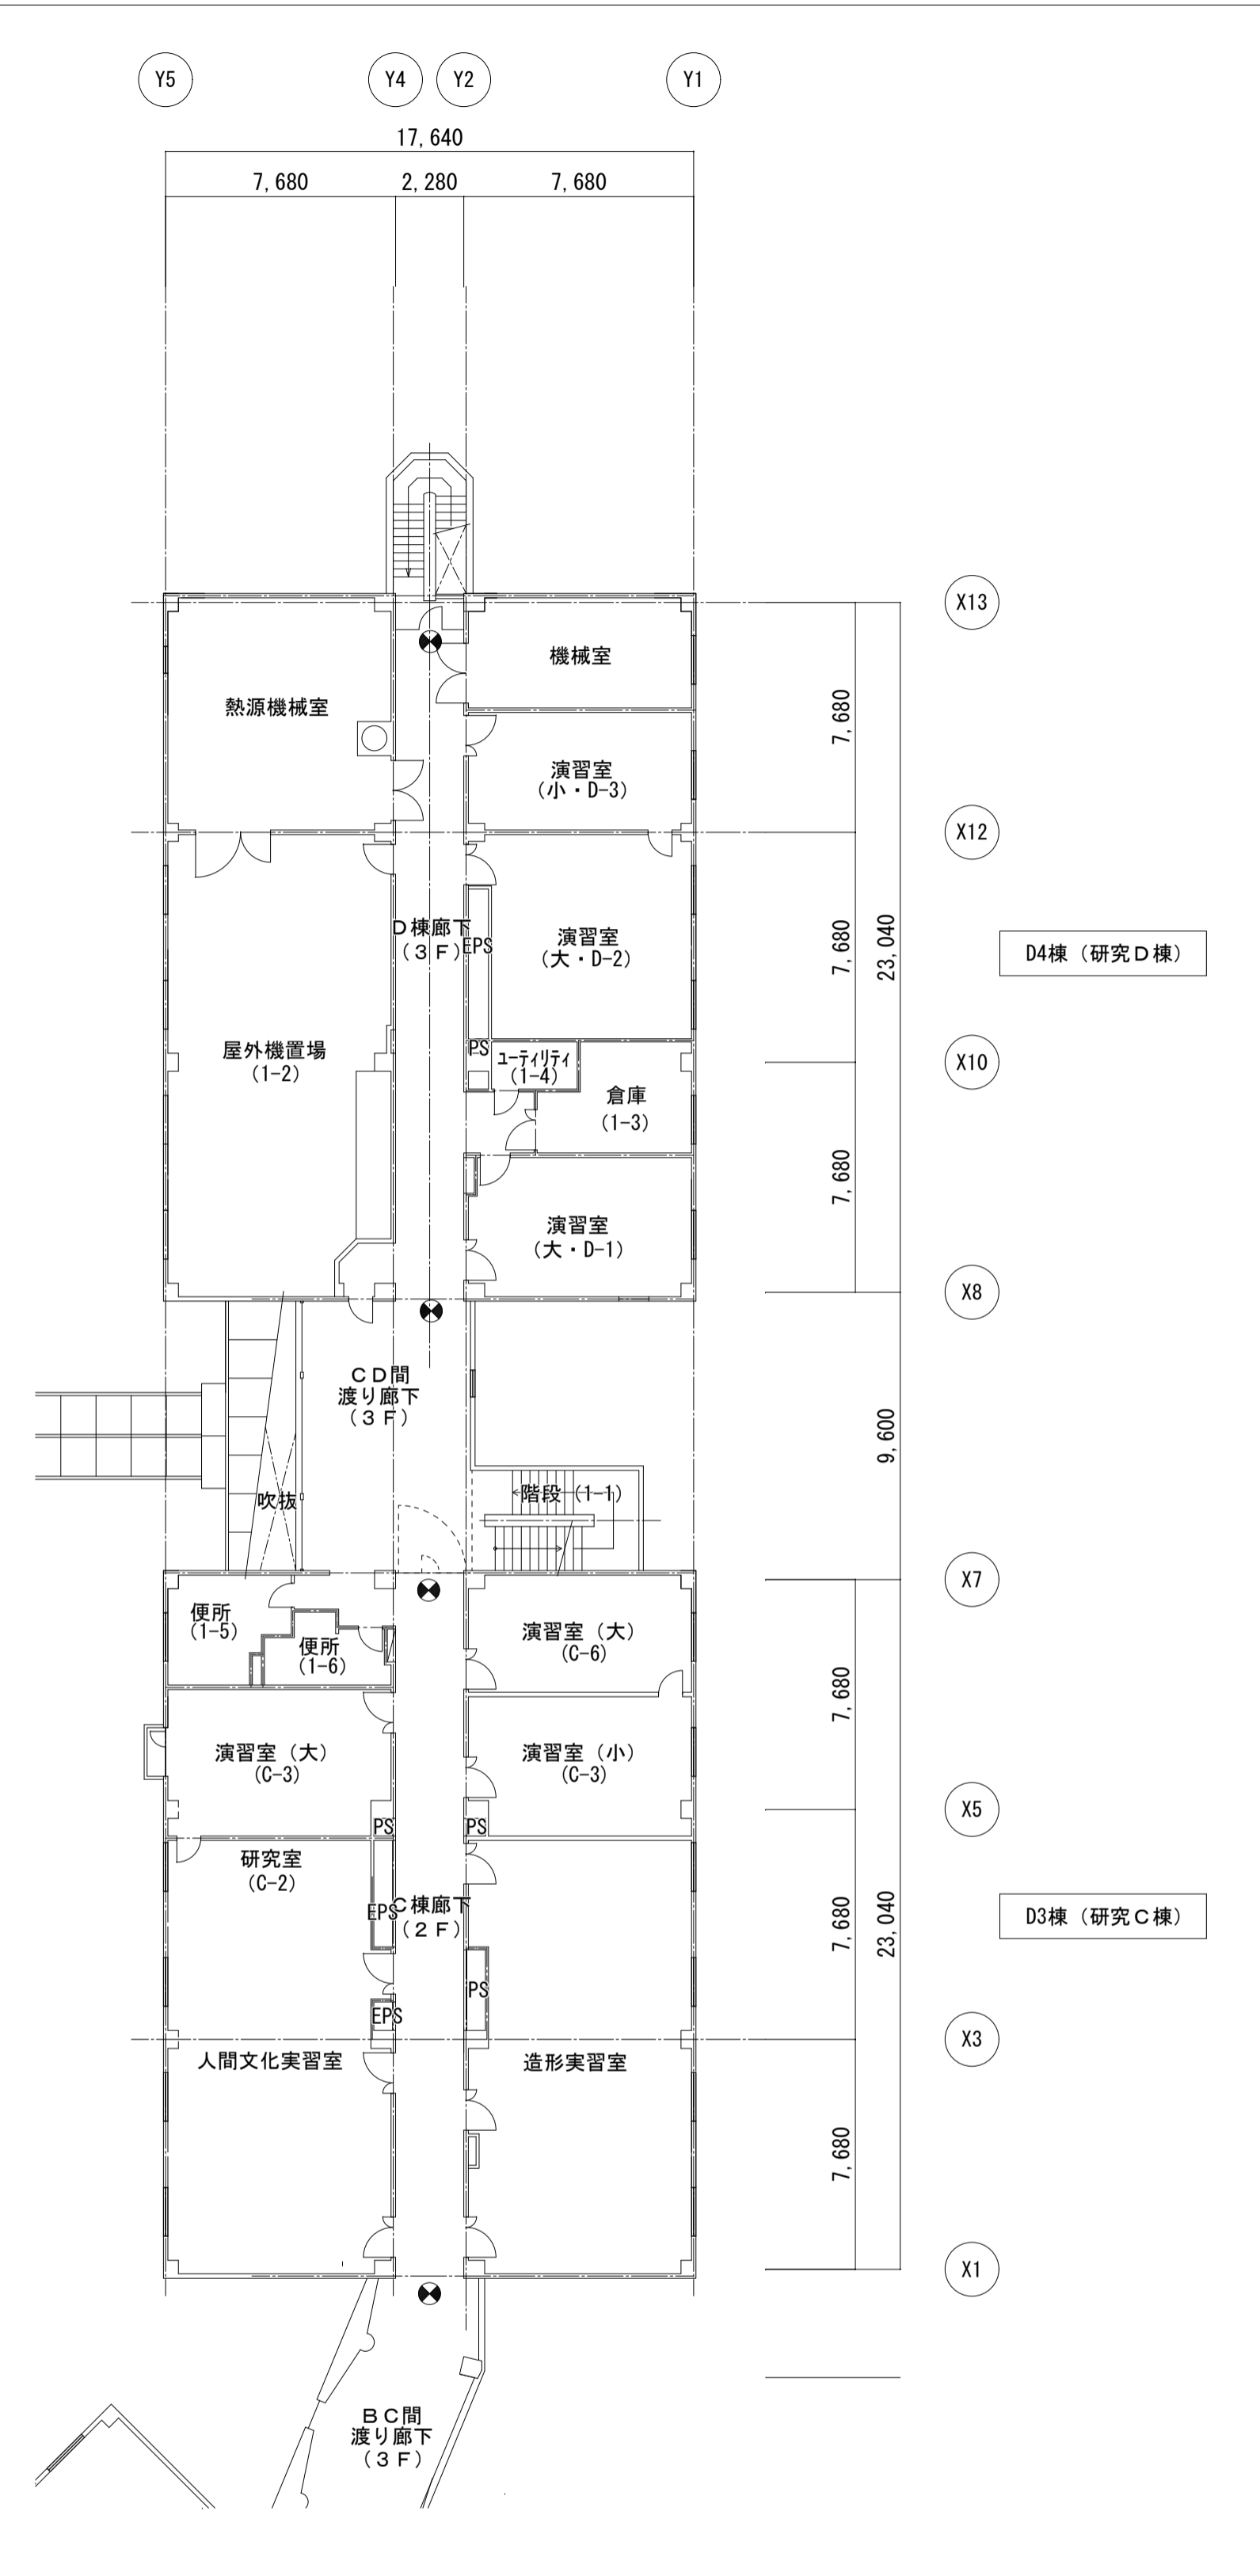 Y5
Y4
Y2
Y1
17,640
7,680
2,280
7,680
X13
機械室
熱源機械室
7,680
演習室
(小・D-3)
X12
D棟廊下
(3F)
EPS
演習室
(大・D-2)
7,680
23,040
D4棟(研究D棟)
屋外機置場
(1-2)
PS
ユーティリティ
(1-4)
X10
倉庫
(1-3)
7,680
演習室
(大・D-1)
X8
CD間
渡り廊下
(3F)
9,600
吹抜
階段(1-1)
X7
便所
(1-5)
便所
(1-6)
演習室(大)
(C-6)
7,680
演習室(大)
(C-3)
演習室(小)
(C-3)
X5
PS
PS
研究室
(C-2)
EPS
C棟廊下
(2F)
7,680
23,040
D3棟(研究C棟)
PS
EPS
X3
人間文化実習室
造形実習室
7,680
X1
BC間
渡り廊下
(3F)